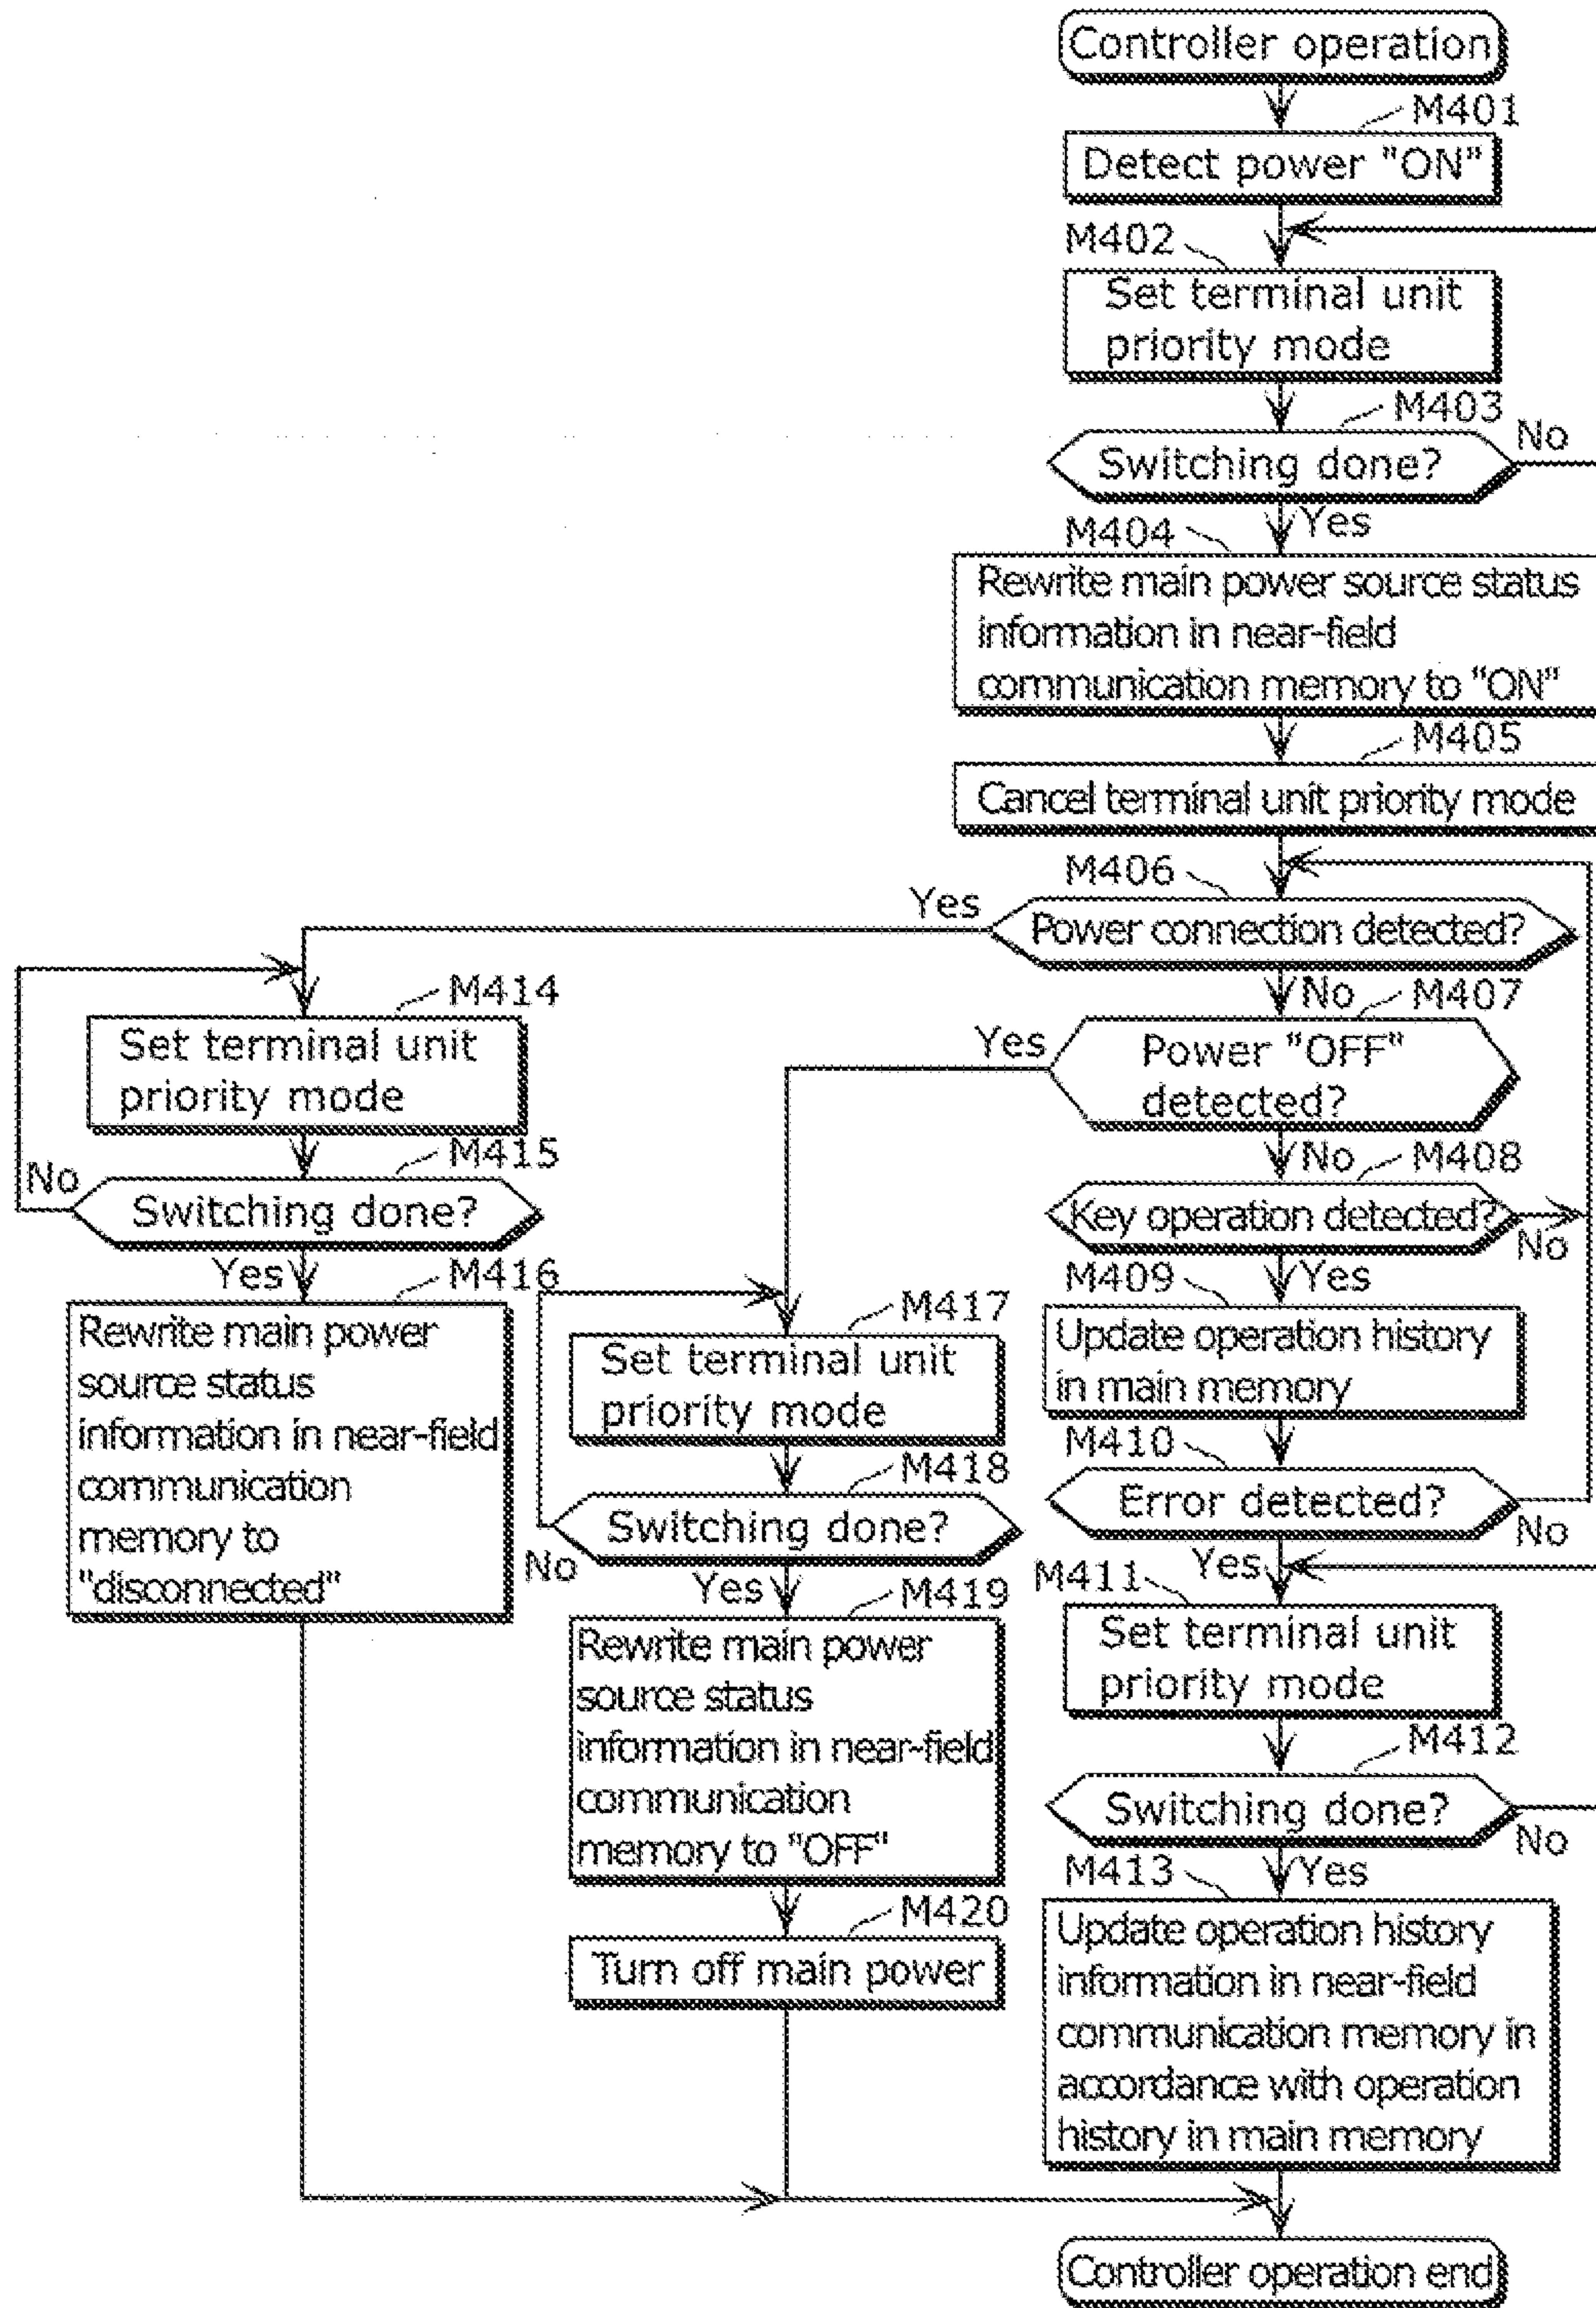 Controller operation
M401
Detect power "ON"
M402
Set terminal unit
priority mode
M403
Switching done?
No
Yes
M404
Rewrite main power source status
information in near-field
communication memory to "ON"
M405
Cancel terminal unit priority mode
M406
Yes
Power connection detected?
No
M407
Yes
Power "OFF"
detected?
No
M408
Key operation detected?
No
Yes
M409
Update operation history
in main memory
M410
Error detected?
No
Yes
M411
Set terminal unit
priority mode
M412
Switching done?
No
Yes
M413
Update operation history
information in near-field
communication memory in
accordance with operation
history in main memory
M414
Set terminal unit
priority mode
M415
No
Switching done?
Yes
M416
Rewrite main power
source status
information in near-field
communication
memory to
"disconnected"
M417
Set terminal unit
priority mode
M418
Switching done?
No
Yes
M419
Rewrite main power
source status
information in near-field
communication
memory to "OFF"
M420
Turn off main power
Controller operation end